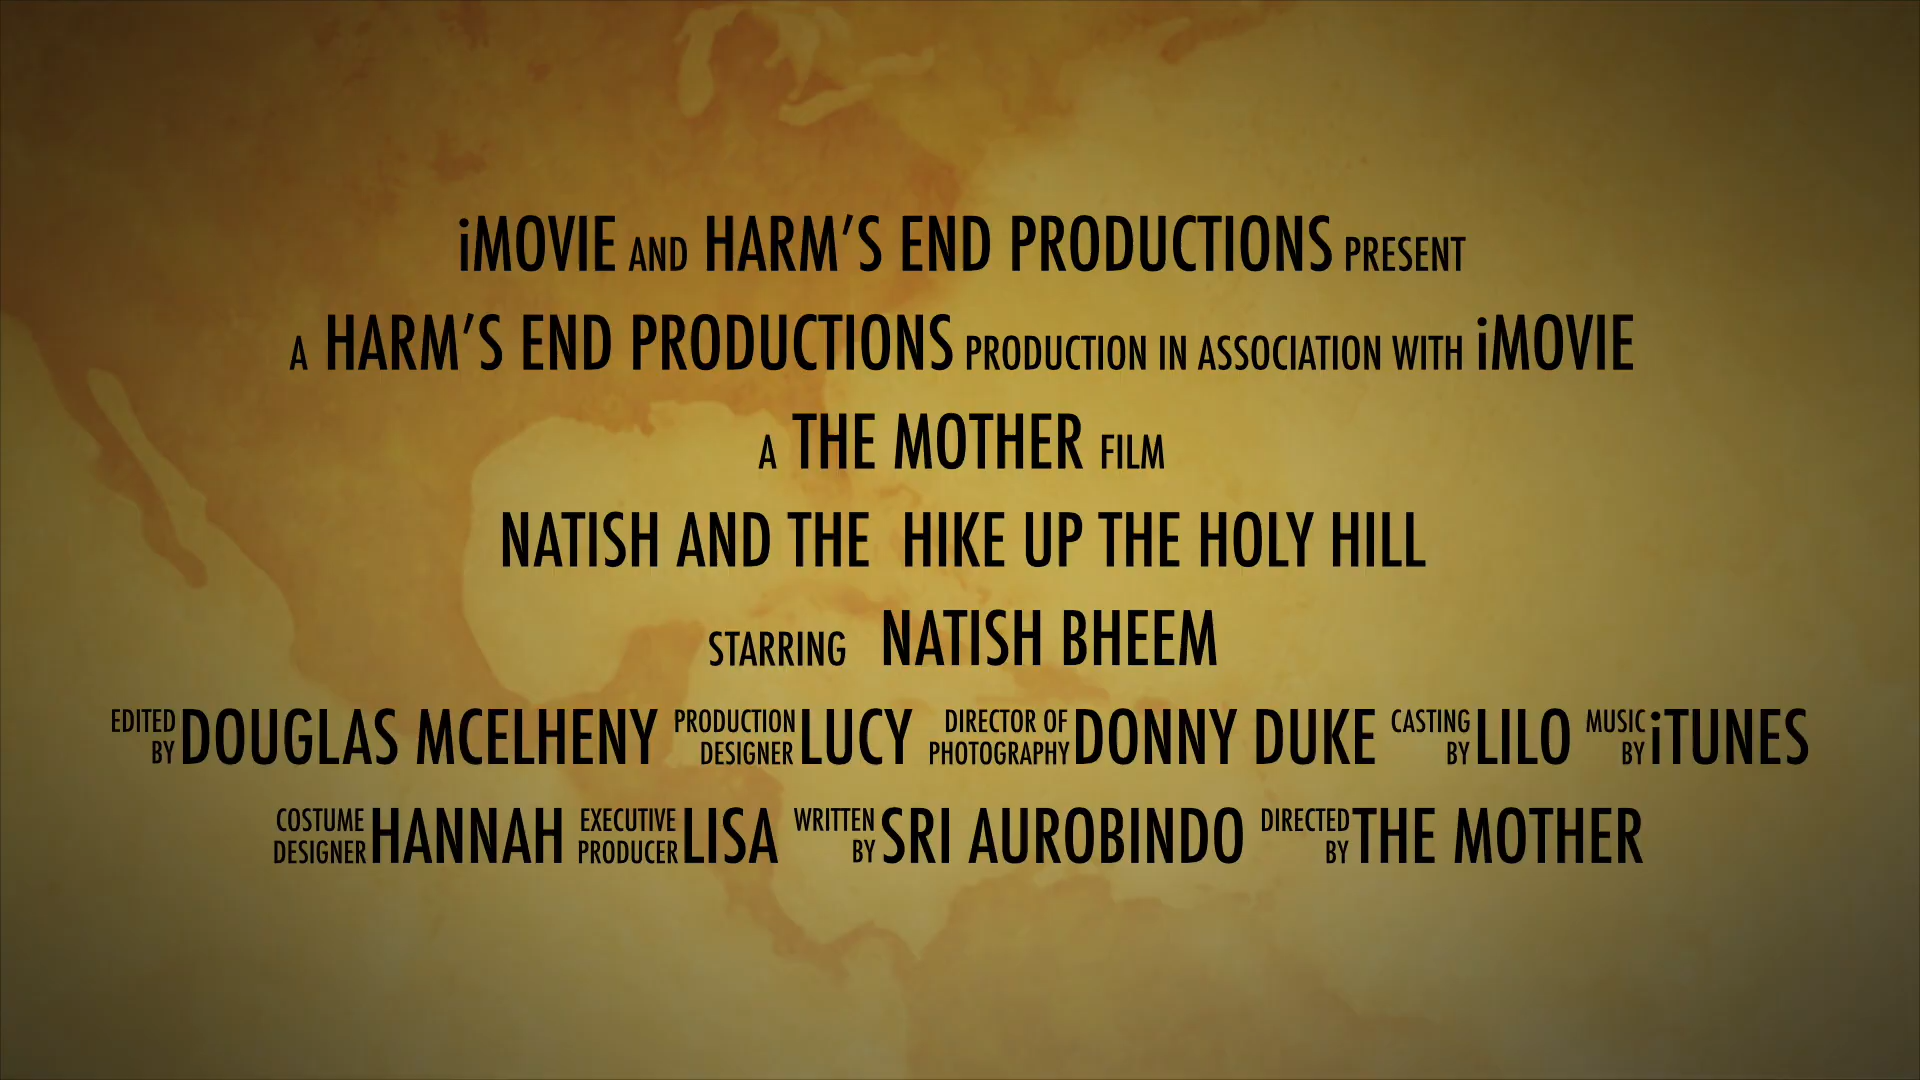 iMOVIE AND HARM'S END PRODUCTIONS PRESENT
A HARM'S END PRODUCTIONS PRODUCTION IN ASSOCIATION WITH iMOVIE
A THE MOTHER FILM
NATISH AND THE HIKE UP THE HOLY HILL
STARRING NATISH BHEEM
EDITED BY DOUGLAS MCELHENY PRODUCTION DESIGNER LUCY DIRECTOR OF PHOTOGRAPHY DONNY DUKE CASTING BY LILO MUSIC BY iTUNES
COSTUME DESIGNER HANNAH EXECUTIVE PRODUCER LISA WRITTEN BY SRI AUROBINDO DIRECTED BY THE MOTHER